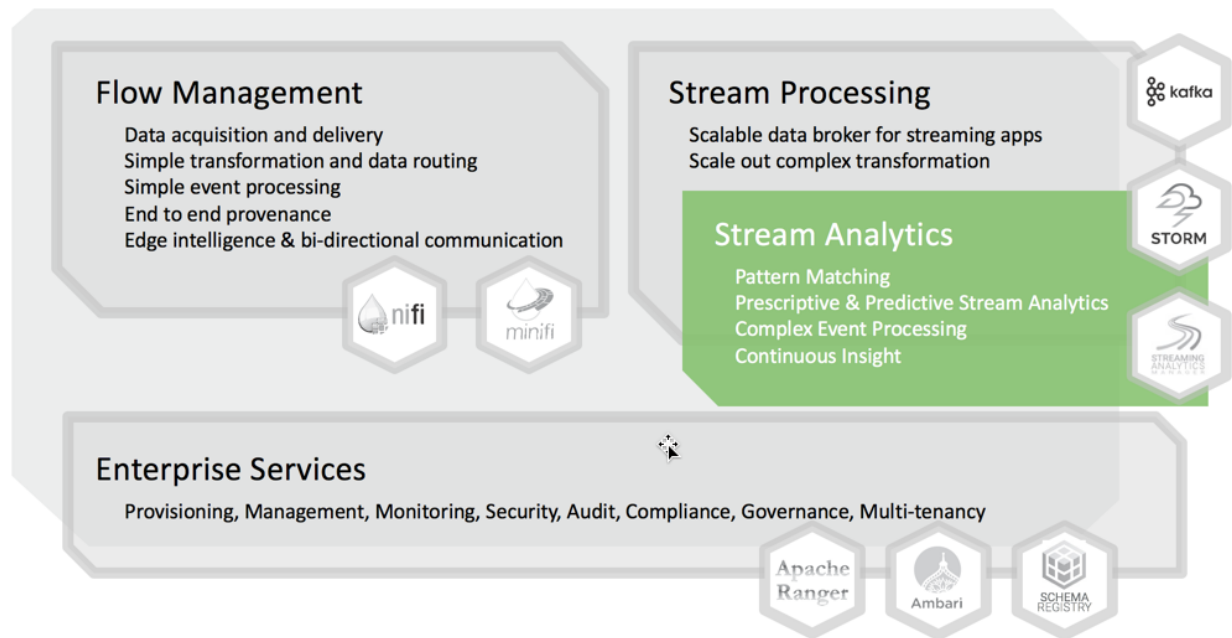 Flow Management
Data acquisition and delivery
Simple transformation and data routing
Simple event processing
End to end provenance
Edge intelligence & bi-directional communication
nifi
minifi
Stream Processing
Scalable data broker for streaming apps
Scale out complex transformation
kafka
STORM
Stream Analytics
Pattern Matching
Prescriptive & Predictive Stream Analytics
Complex Event Processing
Continuous Insight
STREAMING
ANALYTICS
MANAGER
Enterprise Services
Provisioning, Management, Monitoring, Security, Audit, Compliance, Governance, Multi-tenancy
Apache
Ranger
Ambari
SCHEMA
REGISTRY